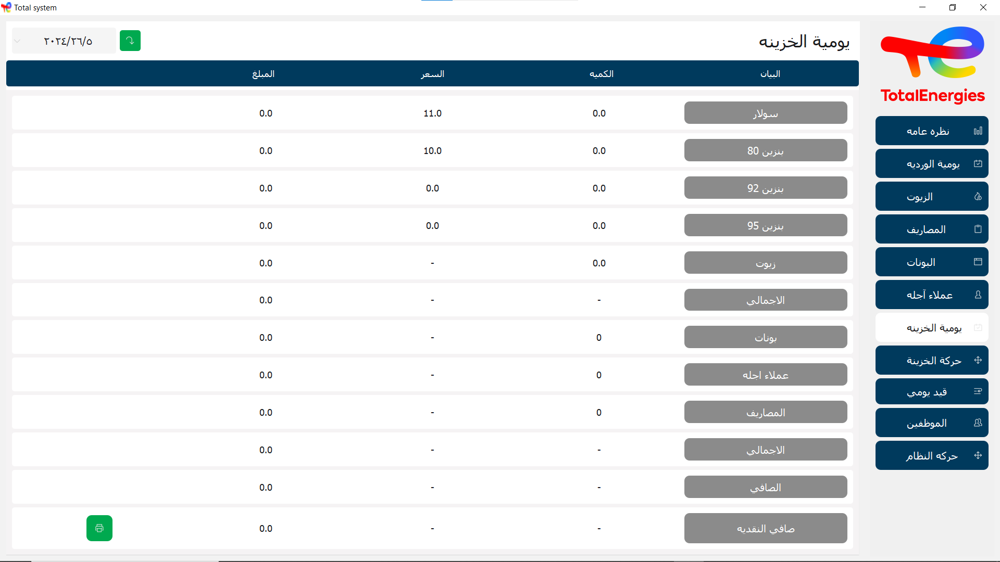 Total system
يومية الخزينه
٢٠٢٤/٢٦/٥
البيان الكميه السعر المبلغ
سولار 0.0 11.0 0.0
بنزين 80 0.0 10.0 0.0
بنزين 92 0.0 0.0 0.0
بنزين 95 0.0 0.0 0.0
زيوت 0.0 - 0.0
الاجمالي - - 0.0
بونات 0 - 0.0
عملاء اجله 0 - 0.0
المصاريف 0 - 0.0
الاجمالي - - 0.0
الصافي - - 0.0
صافي النقديه - - 0.0
TotalEnergies
نظره عامه
يومية الورديه
الزيوت
المصاريف
البونات
عملاء آجله
يومية الخزينه
حركة الخزينة
قيد يومي
الموظفين
حركه النظام